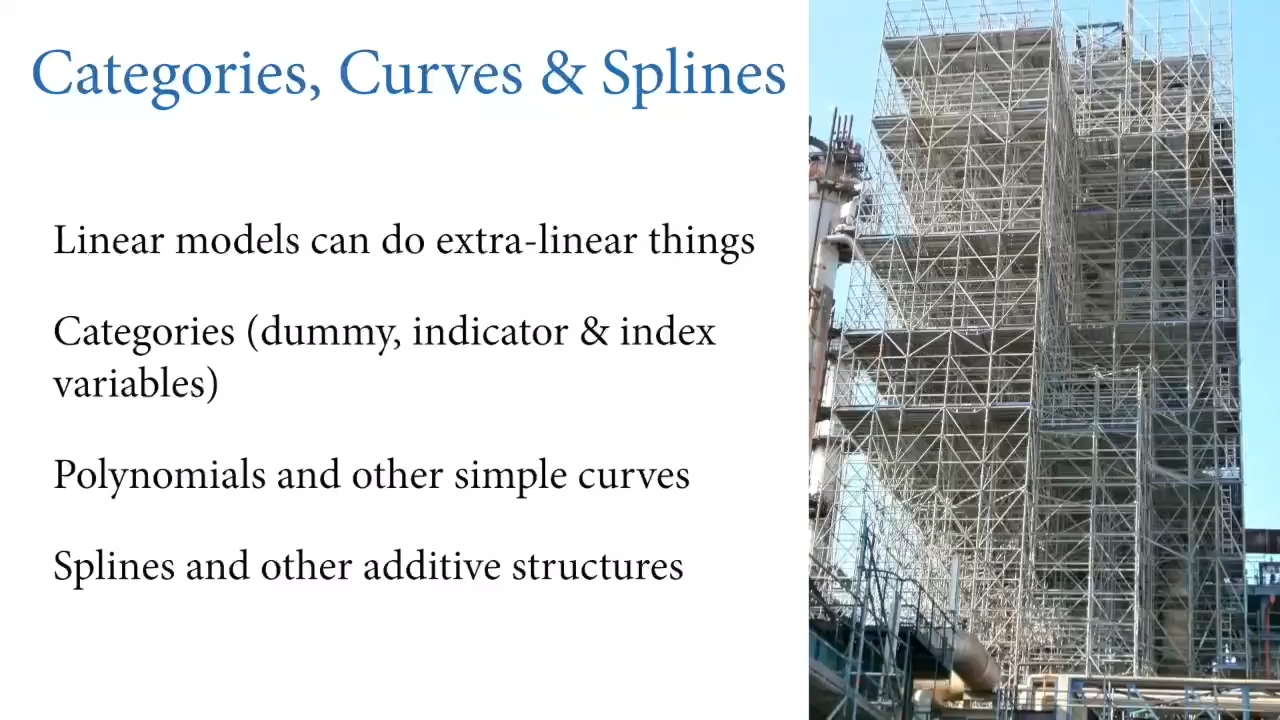 Categories, Curves & Splines
Linear models can do extra-linear things
Categories (dummy, indicator & index
variables)
Polynomials and other simple curves
Splines and other additive structures